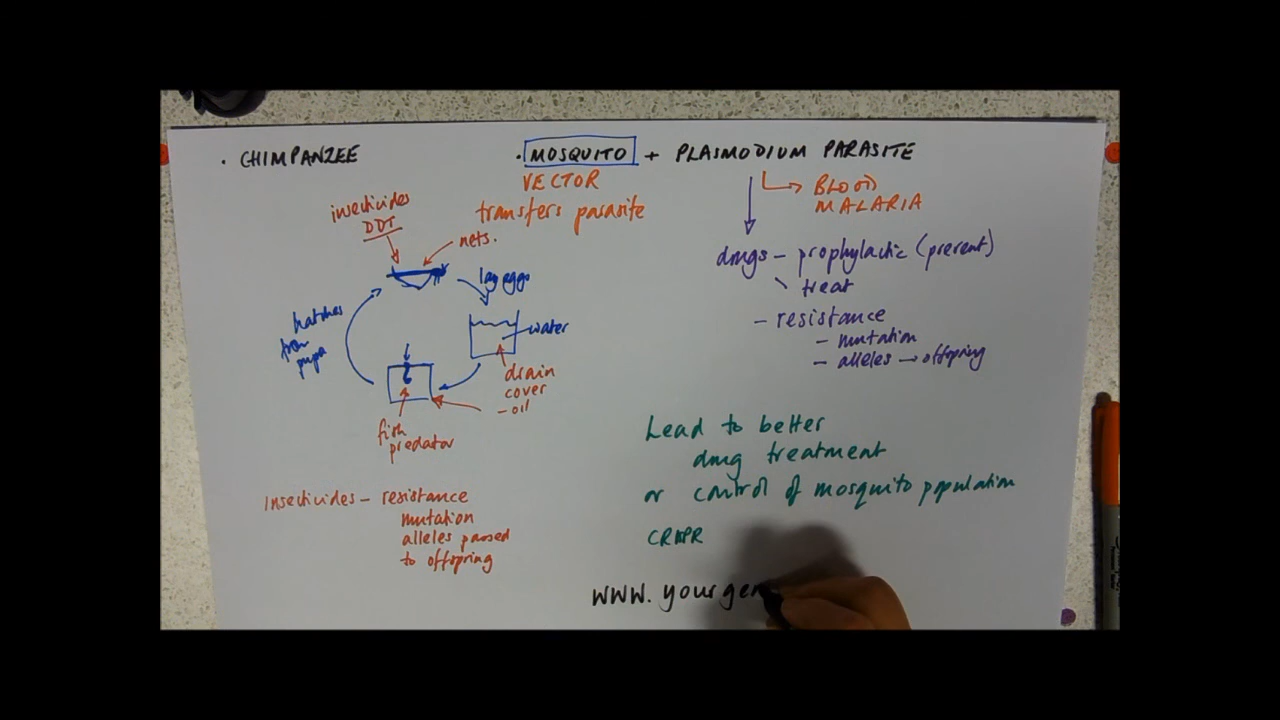 · CHIMPANZEE
· MOSQUITO + PLASMODIUM PARASITE
VECTOR
transfers parasite
BLOOD
MALARIA
insecticides
DDT
nets.
lay eggs
water
hatches
from
pupa
drain
cover
- oil
fish
predator
drugs - prophylactic (prevent)
treat
- resistance
- mutation
- alleles → offspring
Insecticides - resistance
mutation
alleles passed
to offspring
Lead to better
drug treatment
or control of mosquito population
CRISPR
www.yourgen